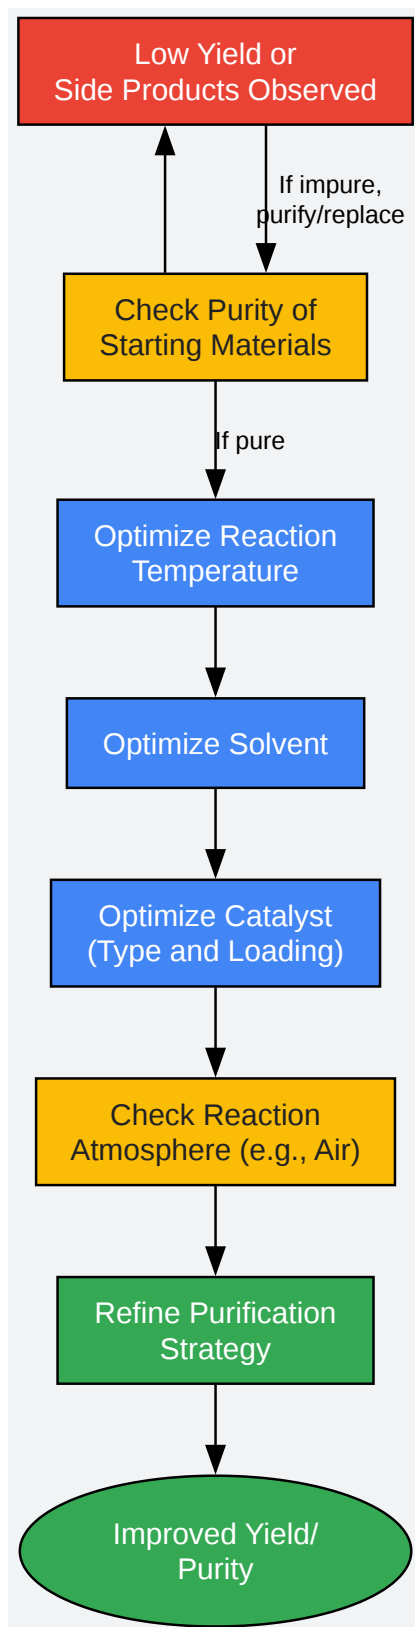 Low Yield or
Side Products Observed
If impure,
purify/replace
Check Purity of
Starting Materials
If pure
Optimize Reaction
Temperature
Optimize Solvent
Optimize Catalyst
(Type and Loading)
Check Reaction
Atmosphere (e.g., Air)
Refine Purification
Strategy
Improved Yield/
Purity